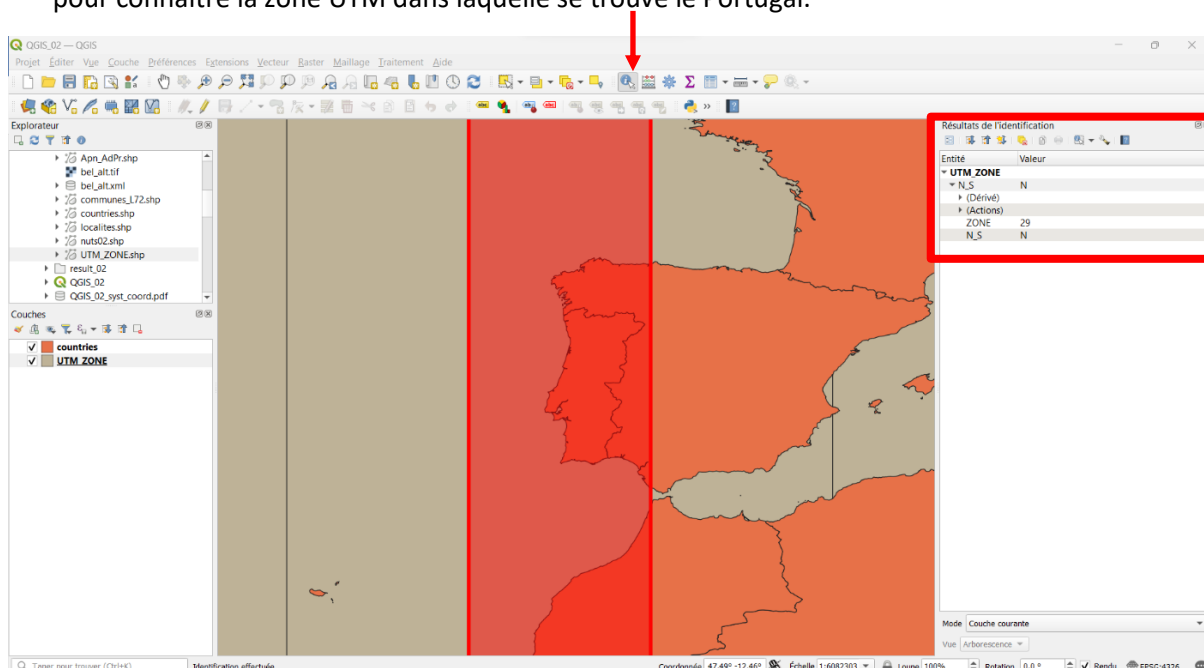 pour connaître la zone UTM dans laquelle se trouve le Portugal.
QGIS_02 — QGIS
Projet Éditer Vue Couche Préférences Extensions Vecteur Raster Maillage Traitement Aide
Explorateur
Apn_AdPr.shp
bel_alt.tif
bel_alt.xml
communes_L72.shp
countries.shp
localites.shp
nuts02.shp
UTM_ZONE.shp
result_02
QGIS_02
QGIS_02_syst_coord.pdf
Couches
countries
UTM_ZONE
Résultats de l'identification
Entité Valeur
UTM_ZONE
N_S N
(Dérivé)
(Actions)
ZONE 29
N_S N
Mode Couche courante
Vue Arborescence
Taper pour trouver (Ctrl+K) Identification effectuée Coordonnée 47.49° -12.46° Échelle 1:6082303 Loupe 100% Rotation 0,0 ° Rendu EPSG:4326